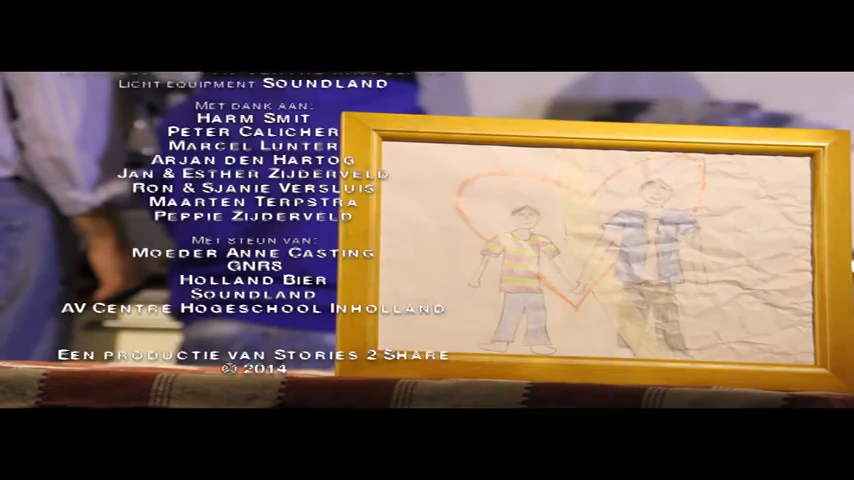 Licht equipment Soundland
Met dank aan:
Harm Smit
Peter Calicher
Marcel Lunter
Arjan den Hartog
Jan & Esther Zijderveld
Ron & Sjanie Versluis
Maarten Terpstra
Peppie Zijderveld
Met steun van:
Moeder Anne Casting
GNR8
Holland Bier
Soundland
AV Centre Hogeschool Inholland
Een productie van Stories 2 Share
© 2014